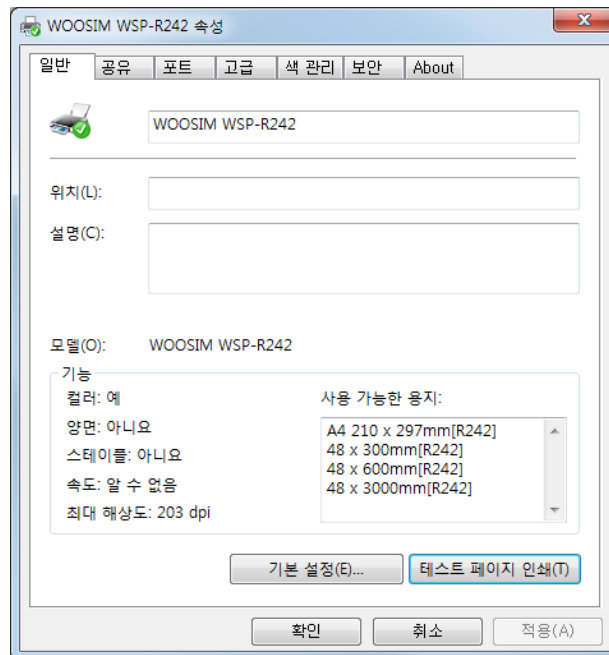 WOOSIM WSP-R242 속성
일반 공유 포트 고급 색 관리 보안 About
WOOSIM WSP-R242
위치(L):
설명(C):
모델(O): WOOSIM WSP-R242
기능
컬러: 예
양면: 아니요
스테이플: 아니요
속도: 알 수 없음
최대 해상도: 203 dpi
사용 가능한 용지:
A4 210 x 297mm[R242]
48 x 300mm[R242]
48 x 600mm[R242]
48 x 3000mm[R242]
기본 설정(E)... 테스트 페이지 인쇄(T)
확인 취소 적용(A)